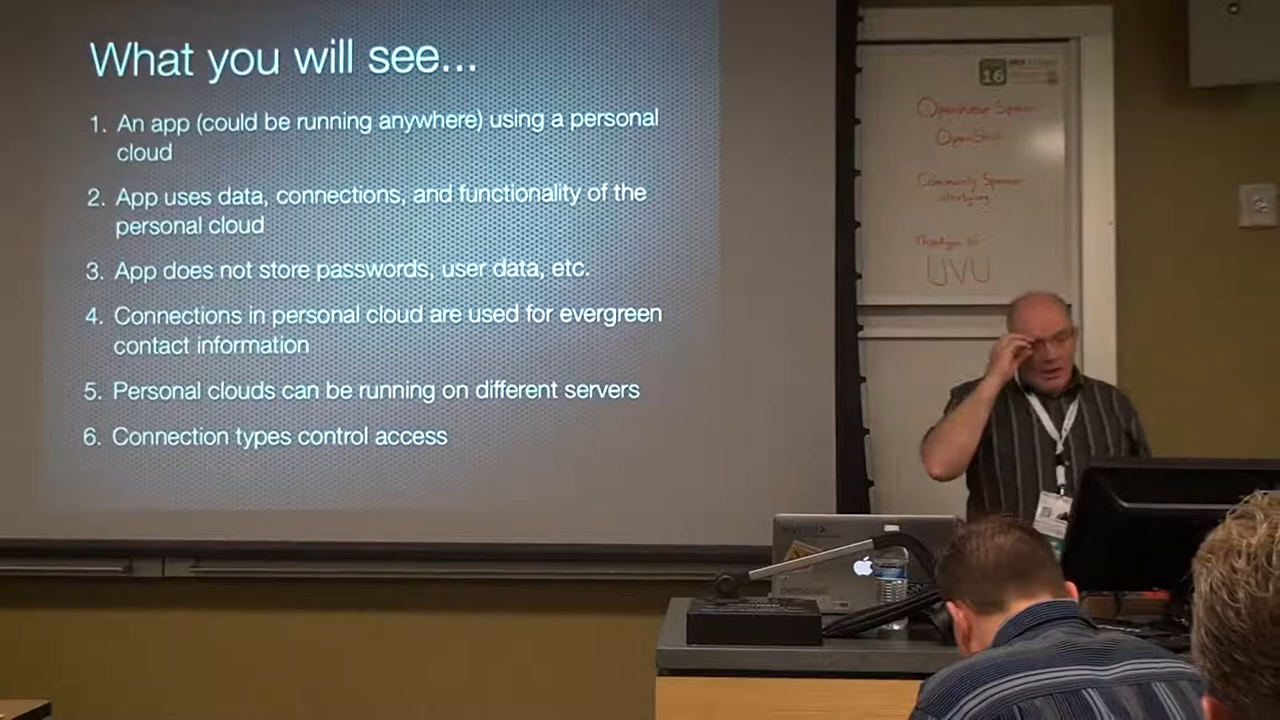 What you will see...
1. An app (could be running anywhere) using a personal
cloud
2. App uses data, connections, and functionality of the
personal cloud
3. App does not store passwords, user data, etc.
4. Connections in personal cloud are used for evergreen
contact information
5. Personal clouds can be running on different servers
6. Connection types control access
16
Community Sponsor
UVU